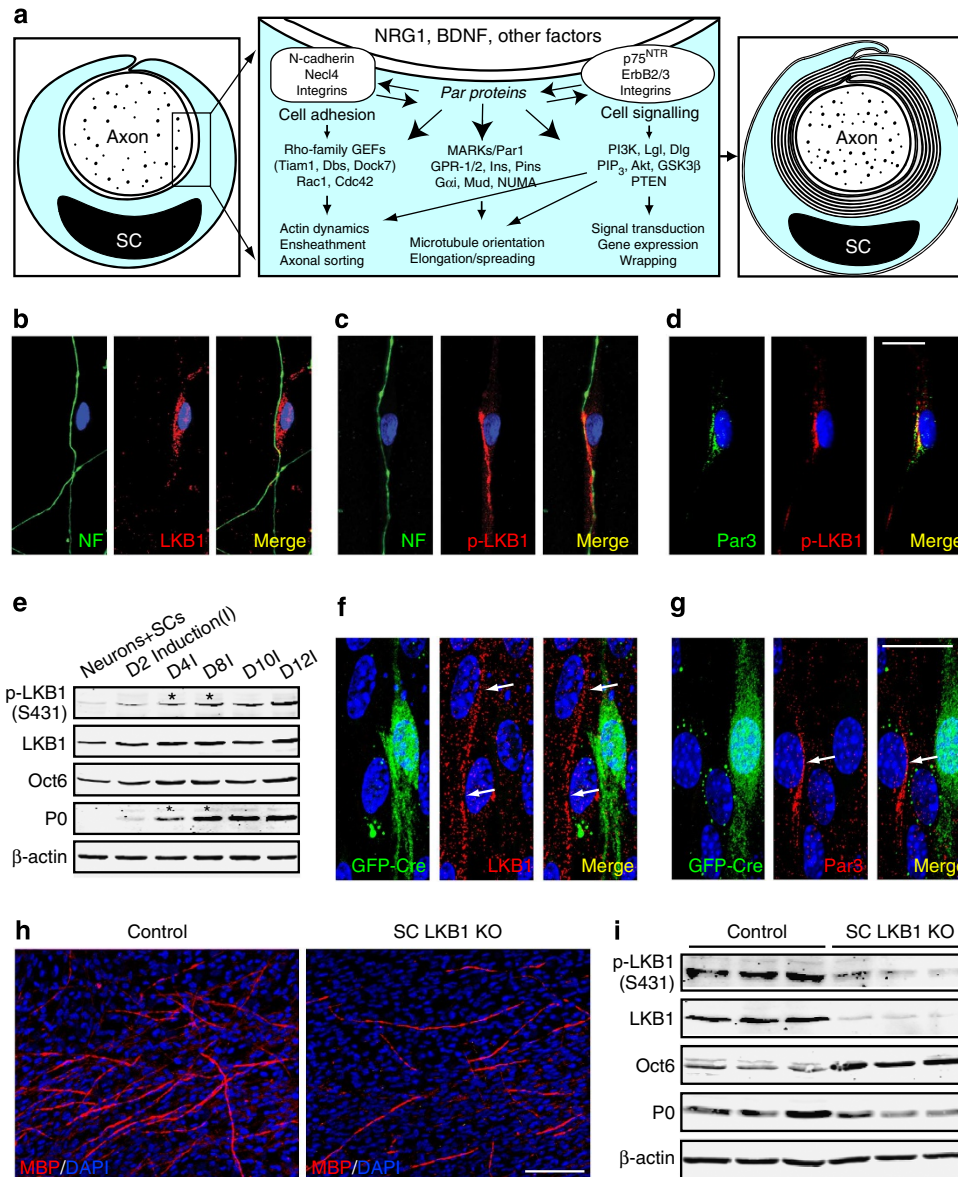 a
NRG1, BDNF, other factors
N-cadherin
Necl4
Integrins
Par proteins
p75NTR
ErbB2/3
Integrins
Cell adhesion
Cell signalling
Rho-family GEFs
(Tiam1, Dbs, Dock7)
Rac1, Cdc42
MARKs/Par1
GPR-1/2, Ins, Pins
Gαi, Mud, NUMA
PI3K, Lgl, Dlg
PIP3, Akt, GSK3β
PTEN
Actin dynamics
Ensheathment
Axonal sorting
Microtubule orientation
Elongation/spreading
Signal transduction
Gene expression
Wrapping
Axon
SC
Axon
SC
b
NF
LKB1
Merge
c
NF
p-LKB1
Merge
d
Par3
p-LKB1
Merge
e
Neurons+SCs
D2 Induction(I)
D4I
D8I
D10I
D12I
p-LKB1
(S431)
* *
LKB1
Oct6
P0
* *
β-actin
f
GFP-Cre
LKB1
Merge
g
GFP-Cre
Par3
Merge
h
Control
SC LKB1 KO
MBP/DAPI
MBP/DAPI
i
Control
SC LKB1 KO
p-LKB1
(S431)
LKB1
Oct6
P0
β-actin